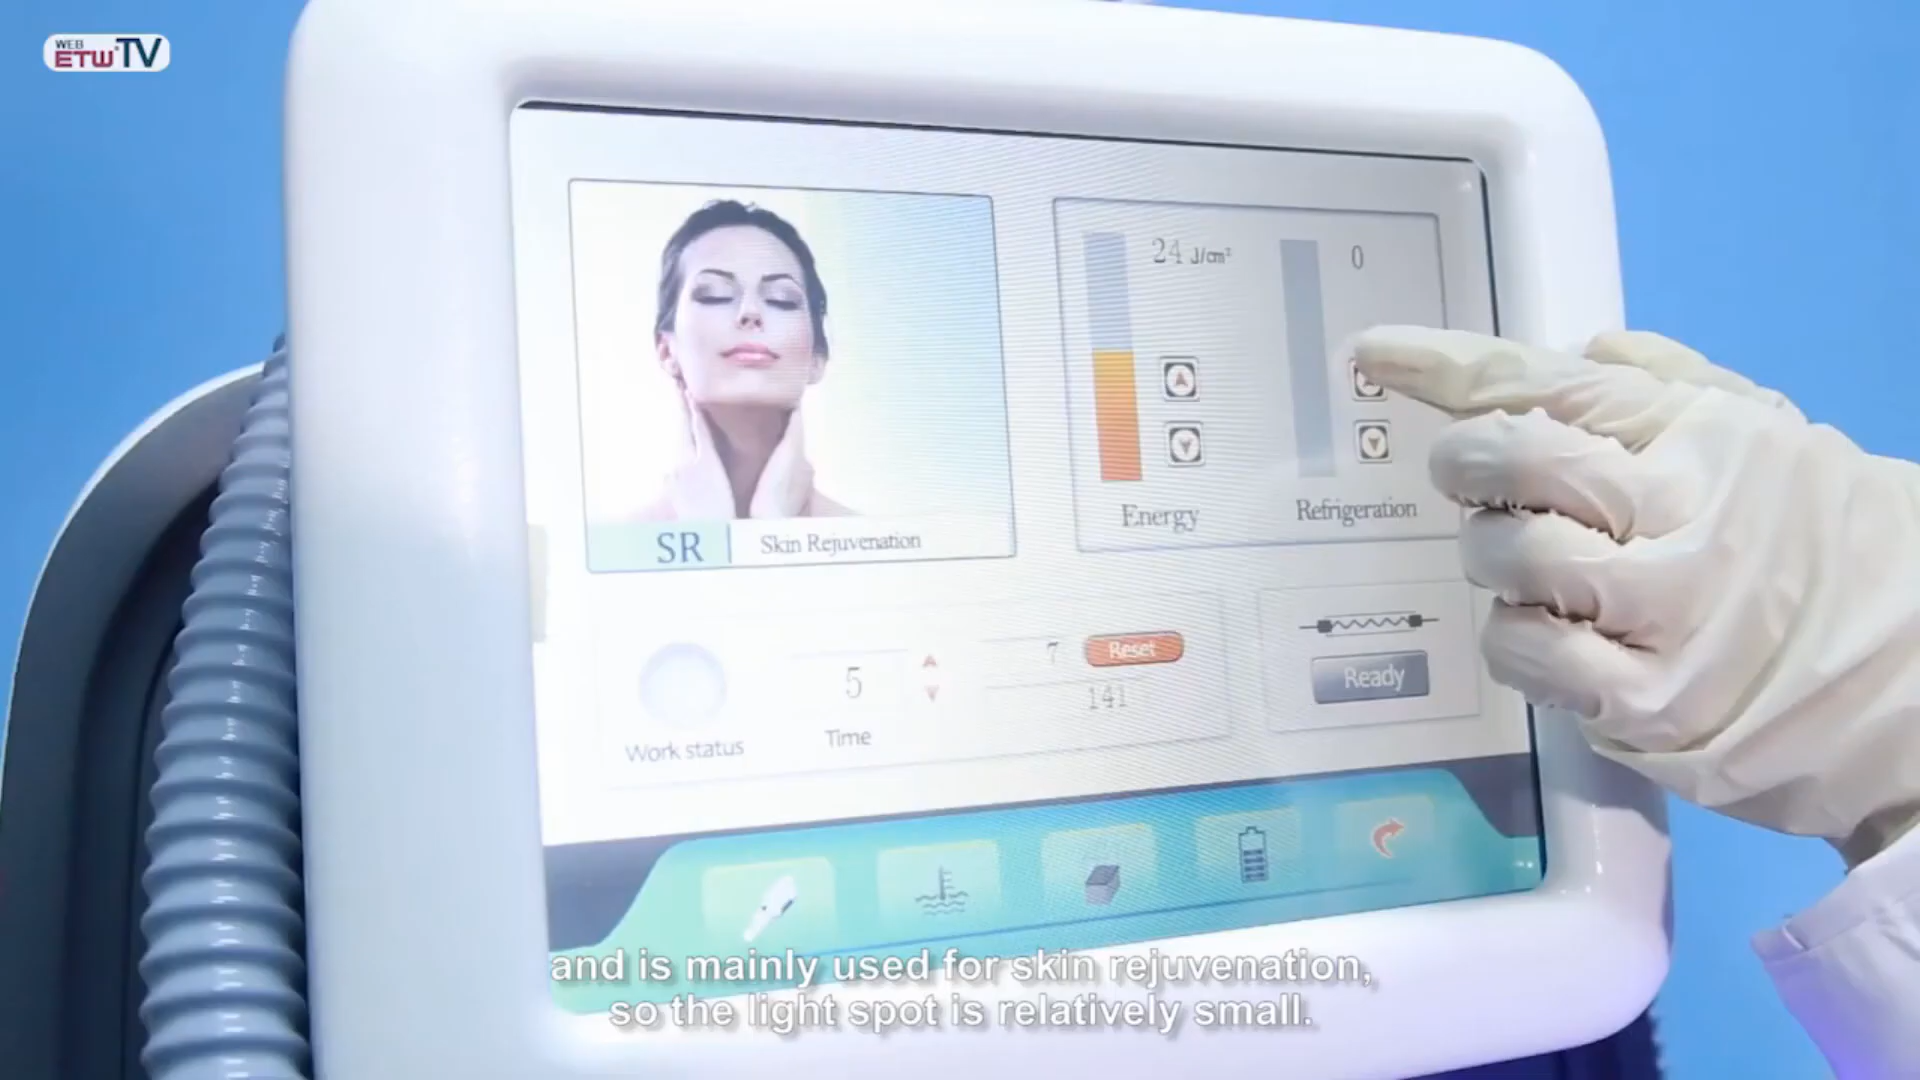 WEB
ETW TV
24 J/cm²
0
Energy
Refrigeration
SR
Skin Rejuvenation
7
Reset
5
141
Ready
Work status
Time
and is mainly used for skin rejuvenation,
so the light spot is relatively small.